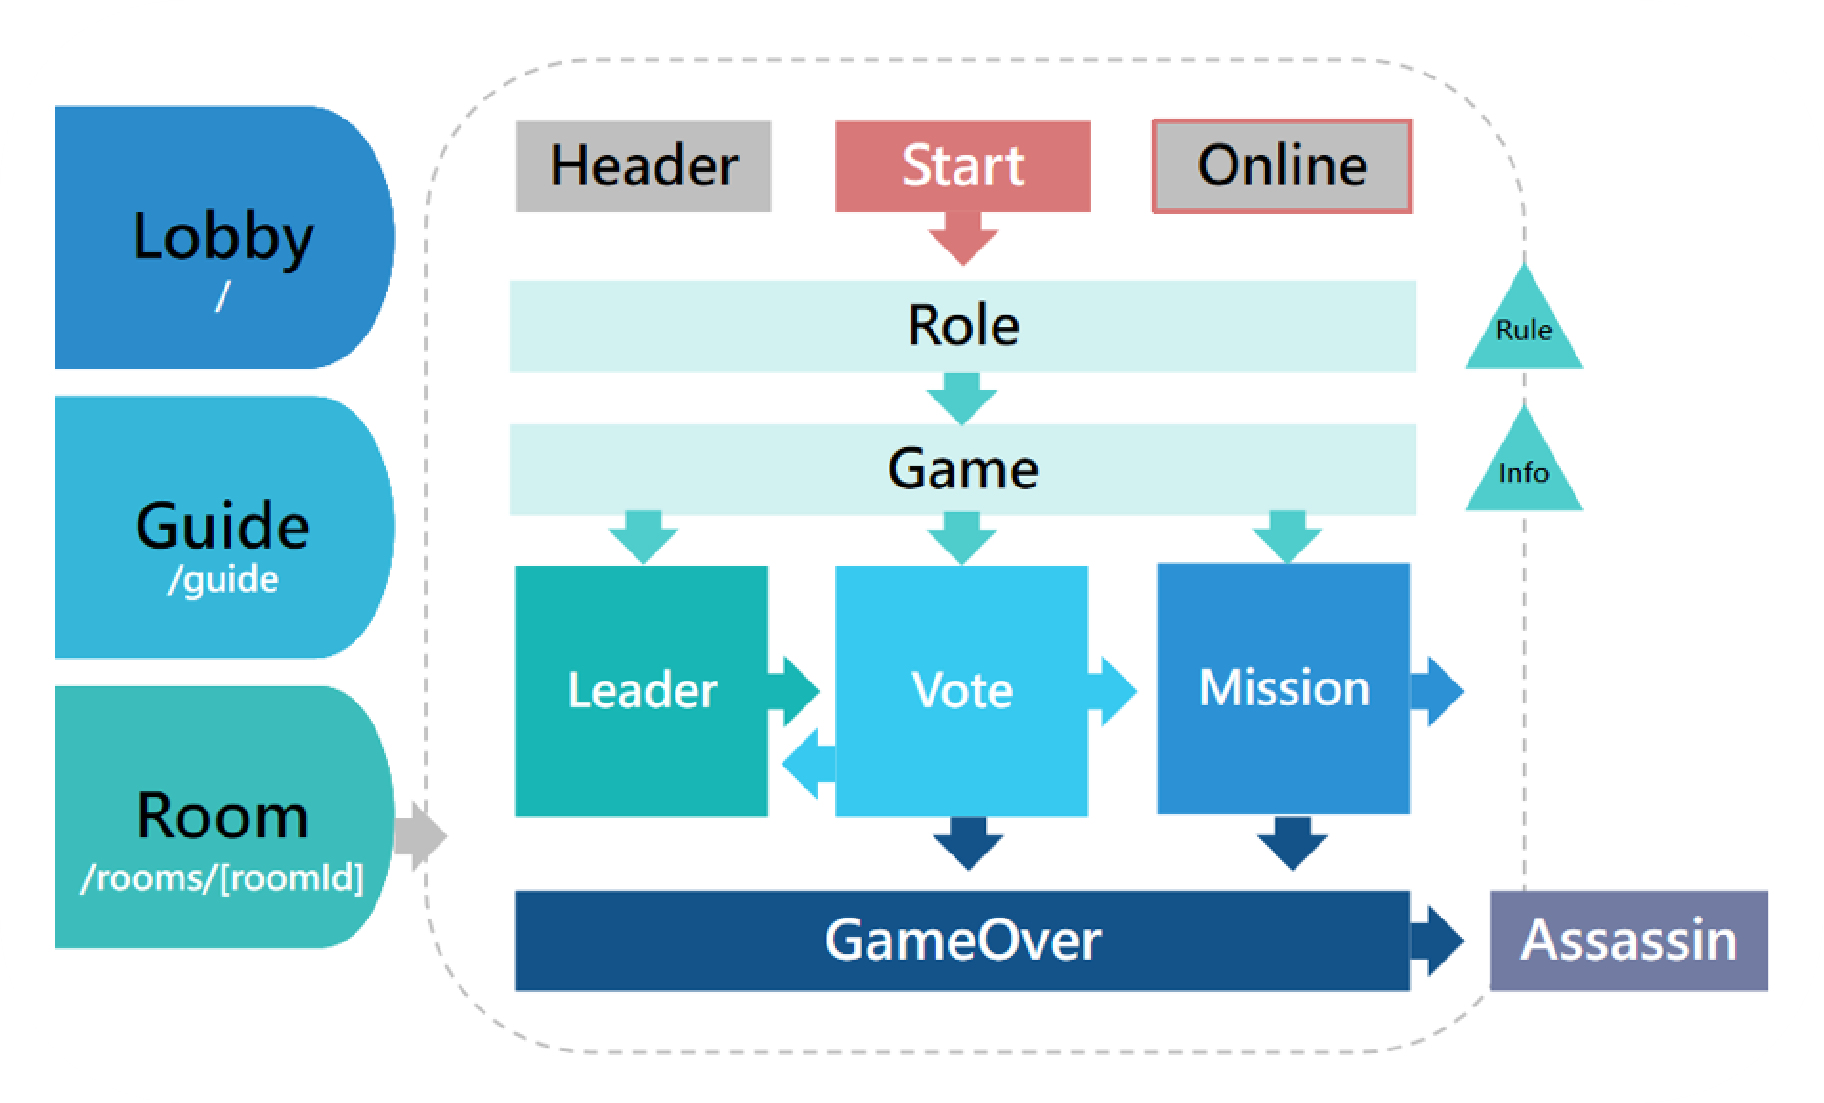 Lobby
/
Guide
/guide
Room
/rooms/[roomId]
Header
Start
Online
Role
Game
Leader
Vote
Mission
GameOver
Assassin
Rule
Info